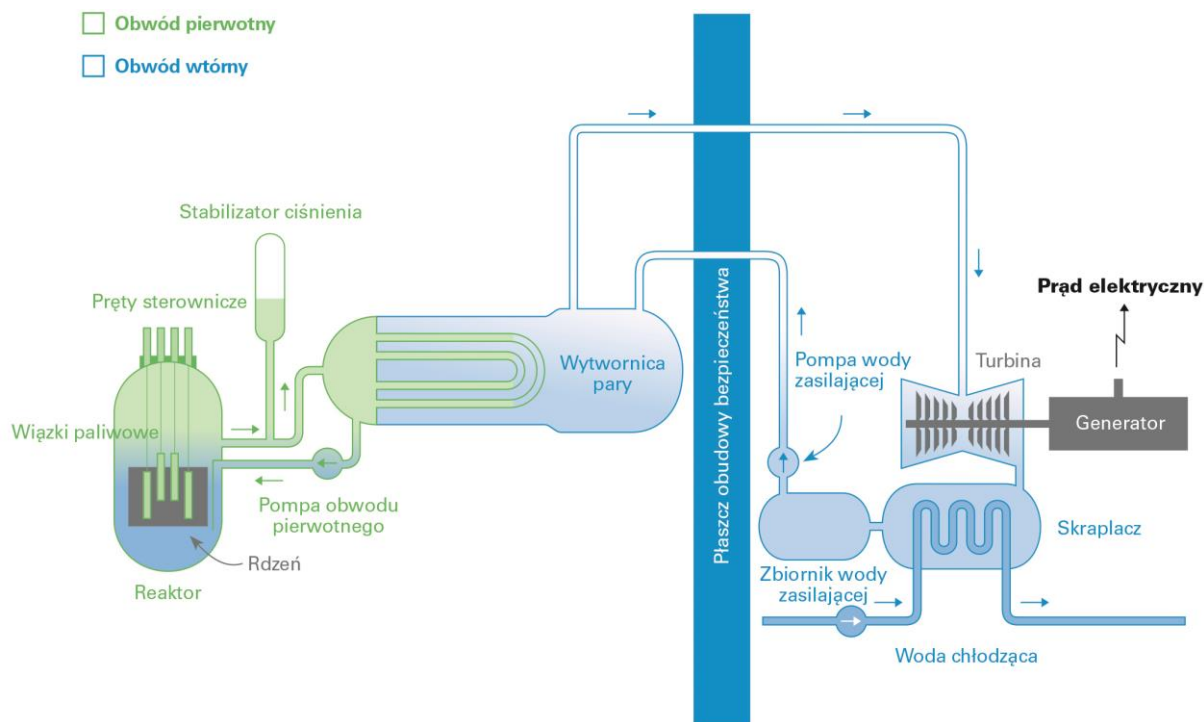 Obwód pierwotny
Obwód wtórny
Stabilizator ciśnienia
Pręty sterownicze
Wiązki paliwowe
Pompa obwodu
pierwotnego
Rdzeń
Reaktor
Wytwornica
pary
Płaszcz obudowy bezpieczeństwa
Pompa wody
zasilającej
Prąd elektryczny
Turbina
Generator
Skraplacz
Zbiornik wody
zasilającej
Woda chłodząca